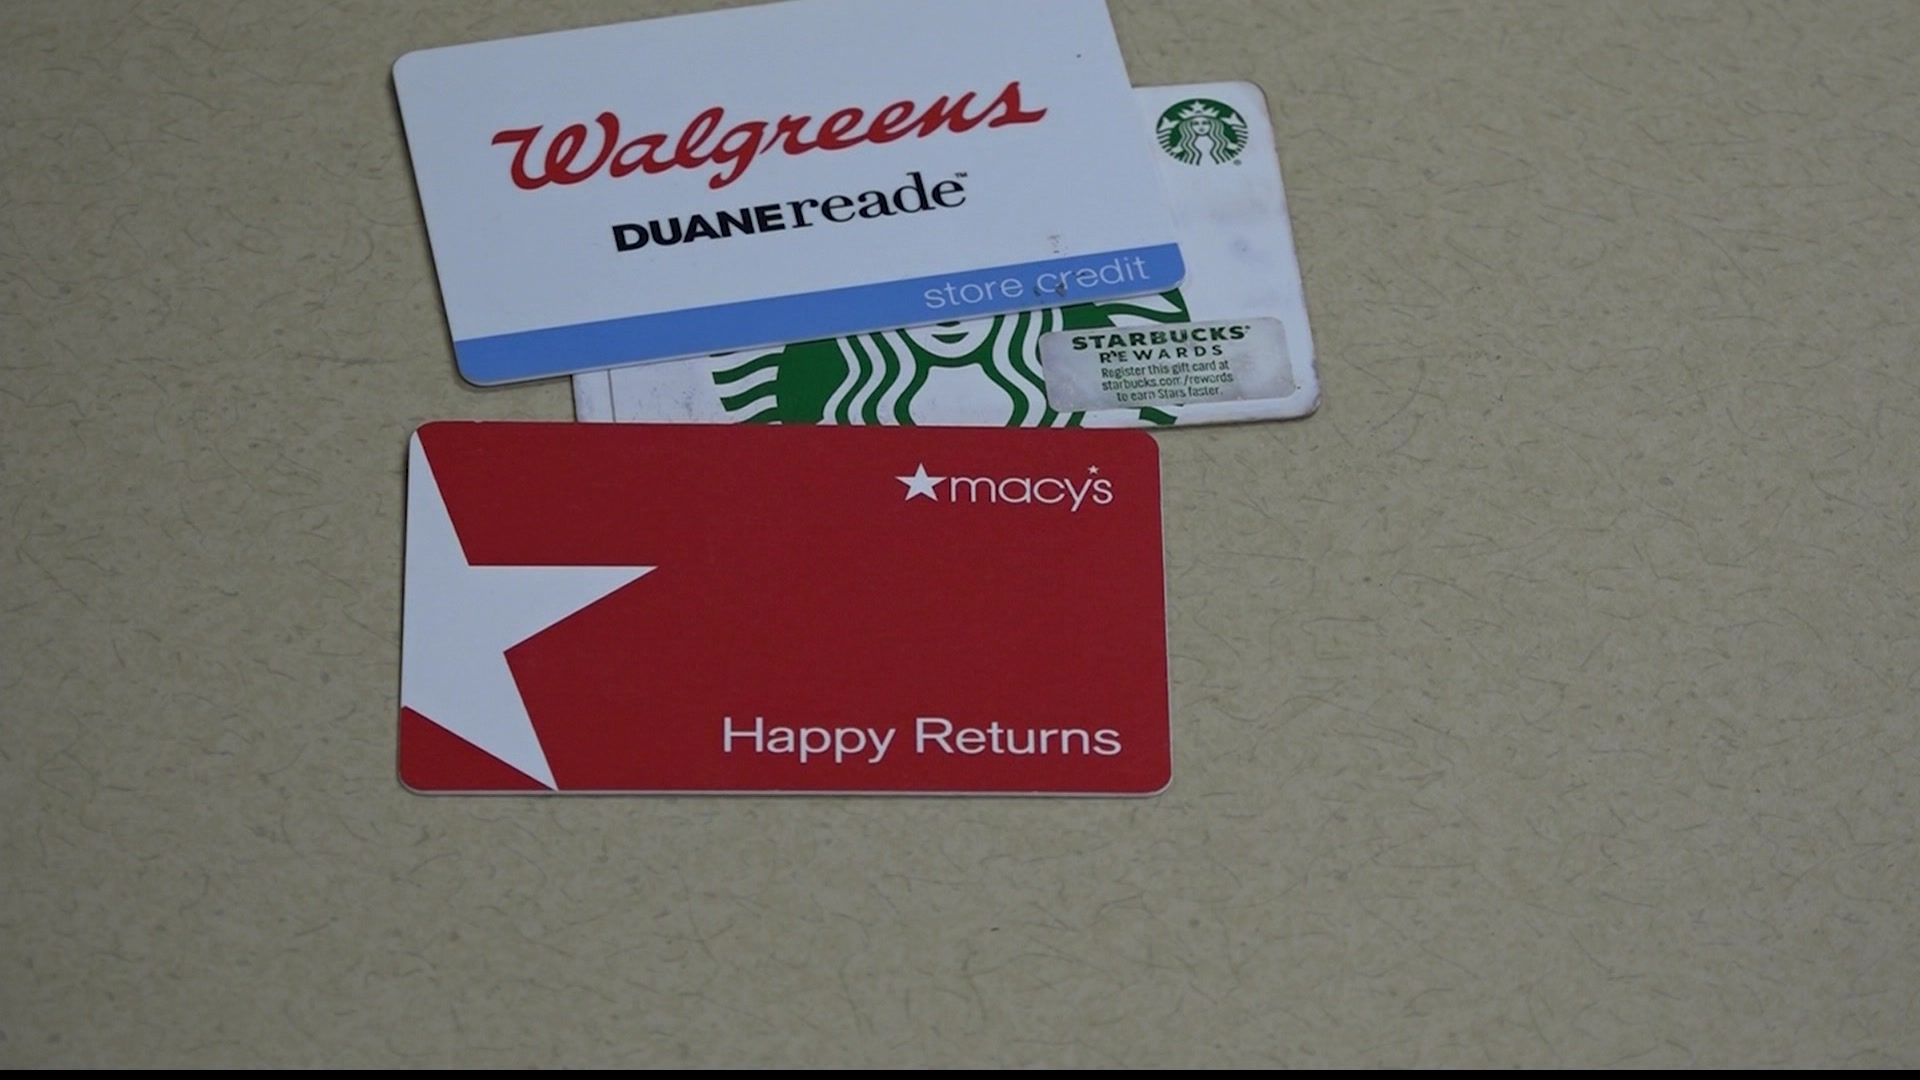 Walgreens
DUANEreade™
store credit
STARBUCKS®
REWARDS
Register this gift card at
starbucks.com/rewards
to earn Stars faster.
macy's
Happy Returns